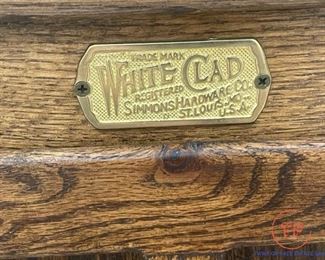 TRADE MARK
WHITE CLAD
REGISTERED
SIMMONS HARDWARE CO.
ST. LOUIS,
U.S.A.